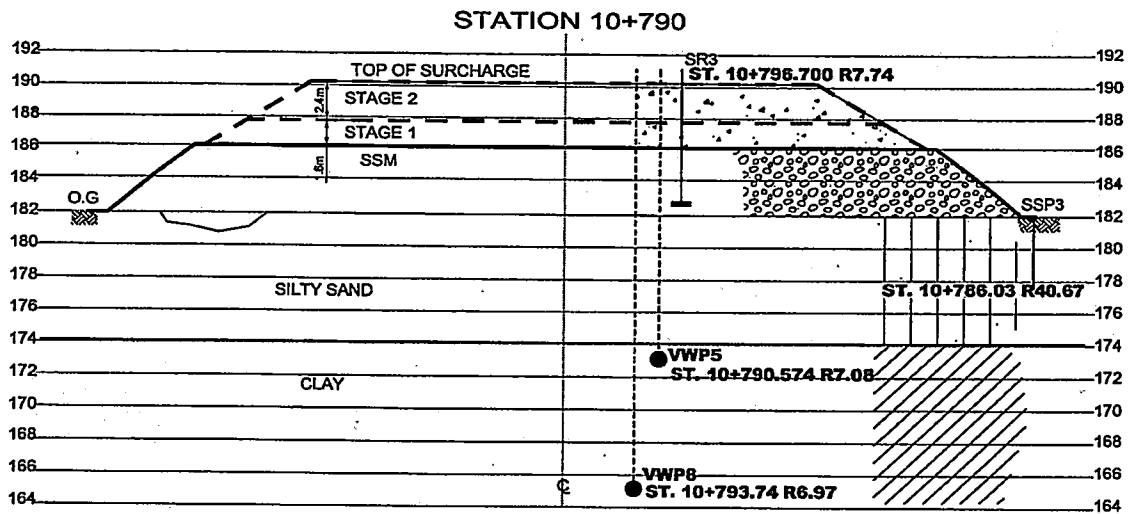 STATION 10+790
192 192
SR3
TOP OF SURCHARGE ST. 10+796.700 R7.74
190 190
2.4m STAGE 2
188 188
STAGE 1
186 186
1.6m SSM
184 184
O.G SSP3
182 182
180 180
178 178
SILTY SAND ST. 10+786.03 R40.67
176 176
174 174
VWP5
172 ST. 10+790.574 R7.08 172
CLAY
170 170
168 168
166 166
VWP8
ST. 10+793.74 R6.97
164 C 164